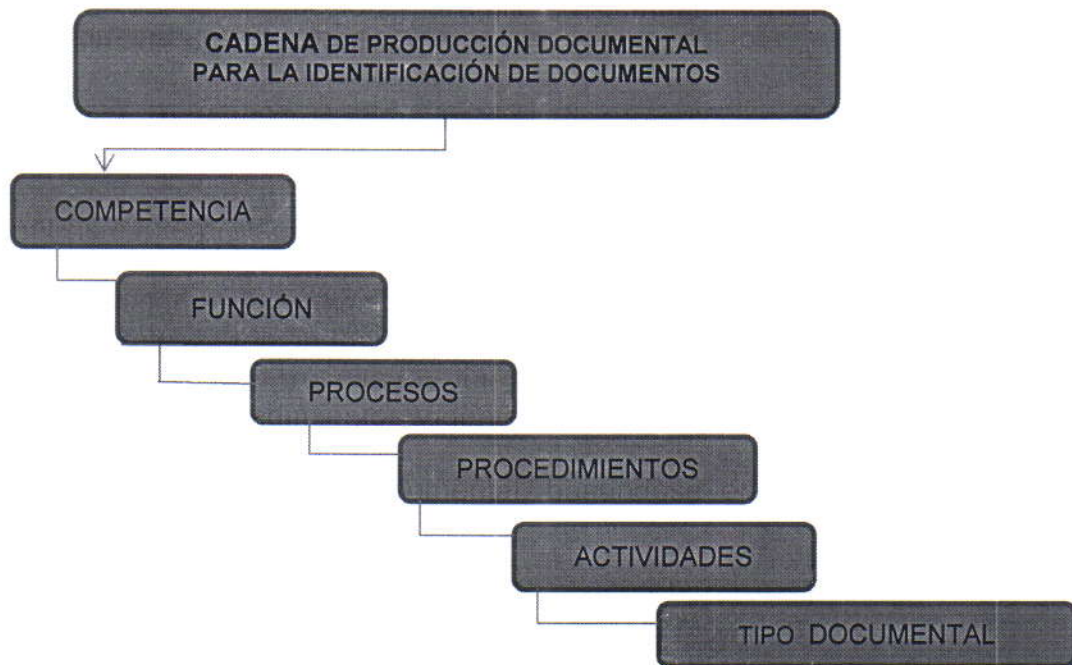 CADENA DE PRODUCCIÓN DOCUMENTAL
PARA LA IDENTIFICACIÓN DE DOCUMENTOS
COMPETENCIA
FUNCIÓN
PROCESOS
PROCEDIMIENTOS
ACTIVIDADES
TIPO DOCUMENTAL